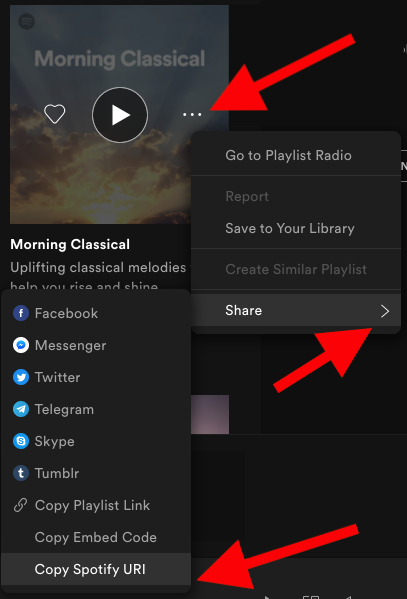 Morning Classical
Go to Playlist Radio
Report
Save to Your Library
Create Similar Playlist
Share
Morning Classical
Uplifting classical melodies
help you rise and shine
Facebook
Messenger
Twitter
Telegram
Skype
Tumblr
Copy Playlist Link
Copy Embed Code
Copy Spotify URI